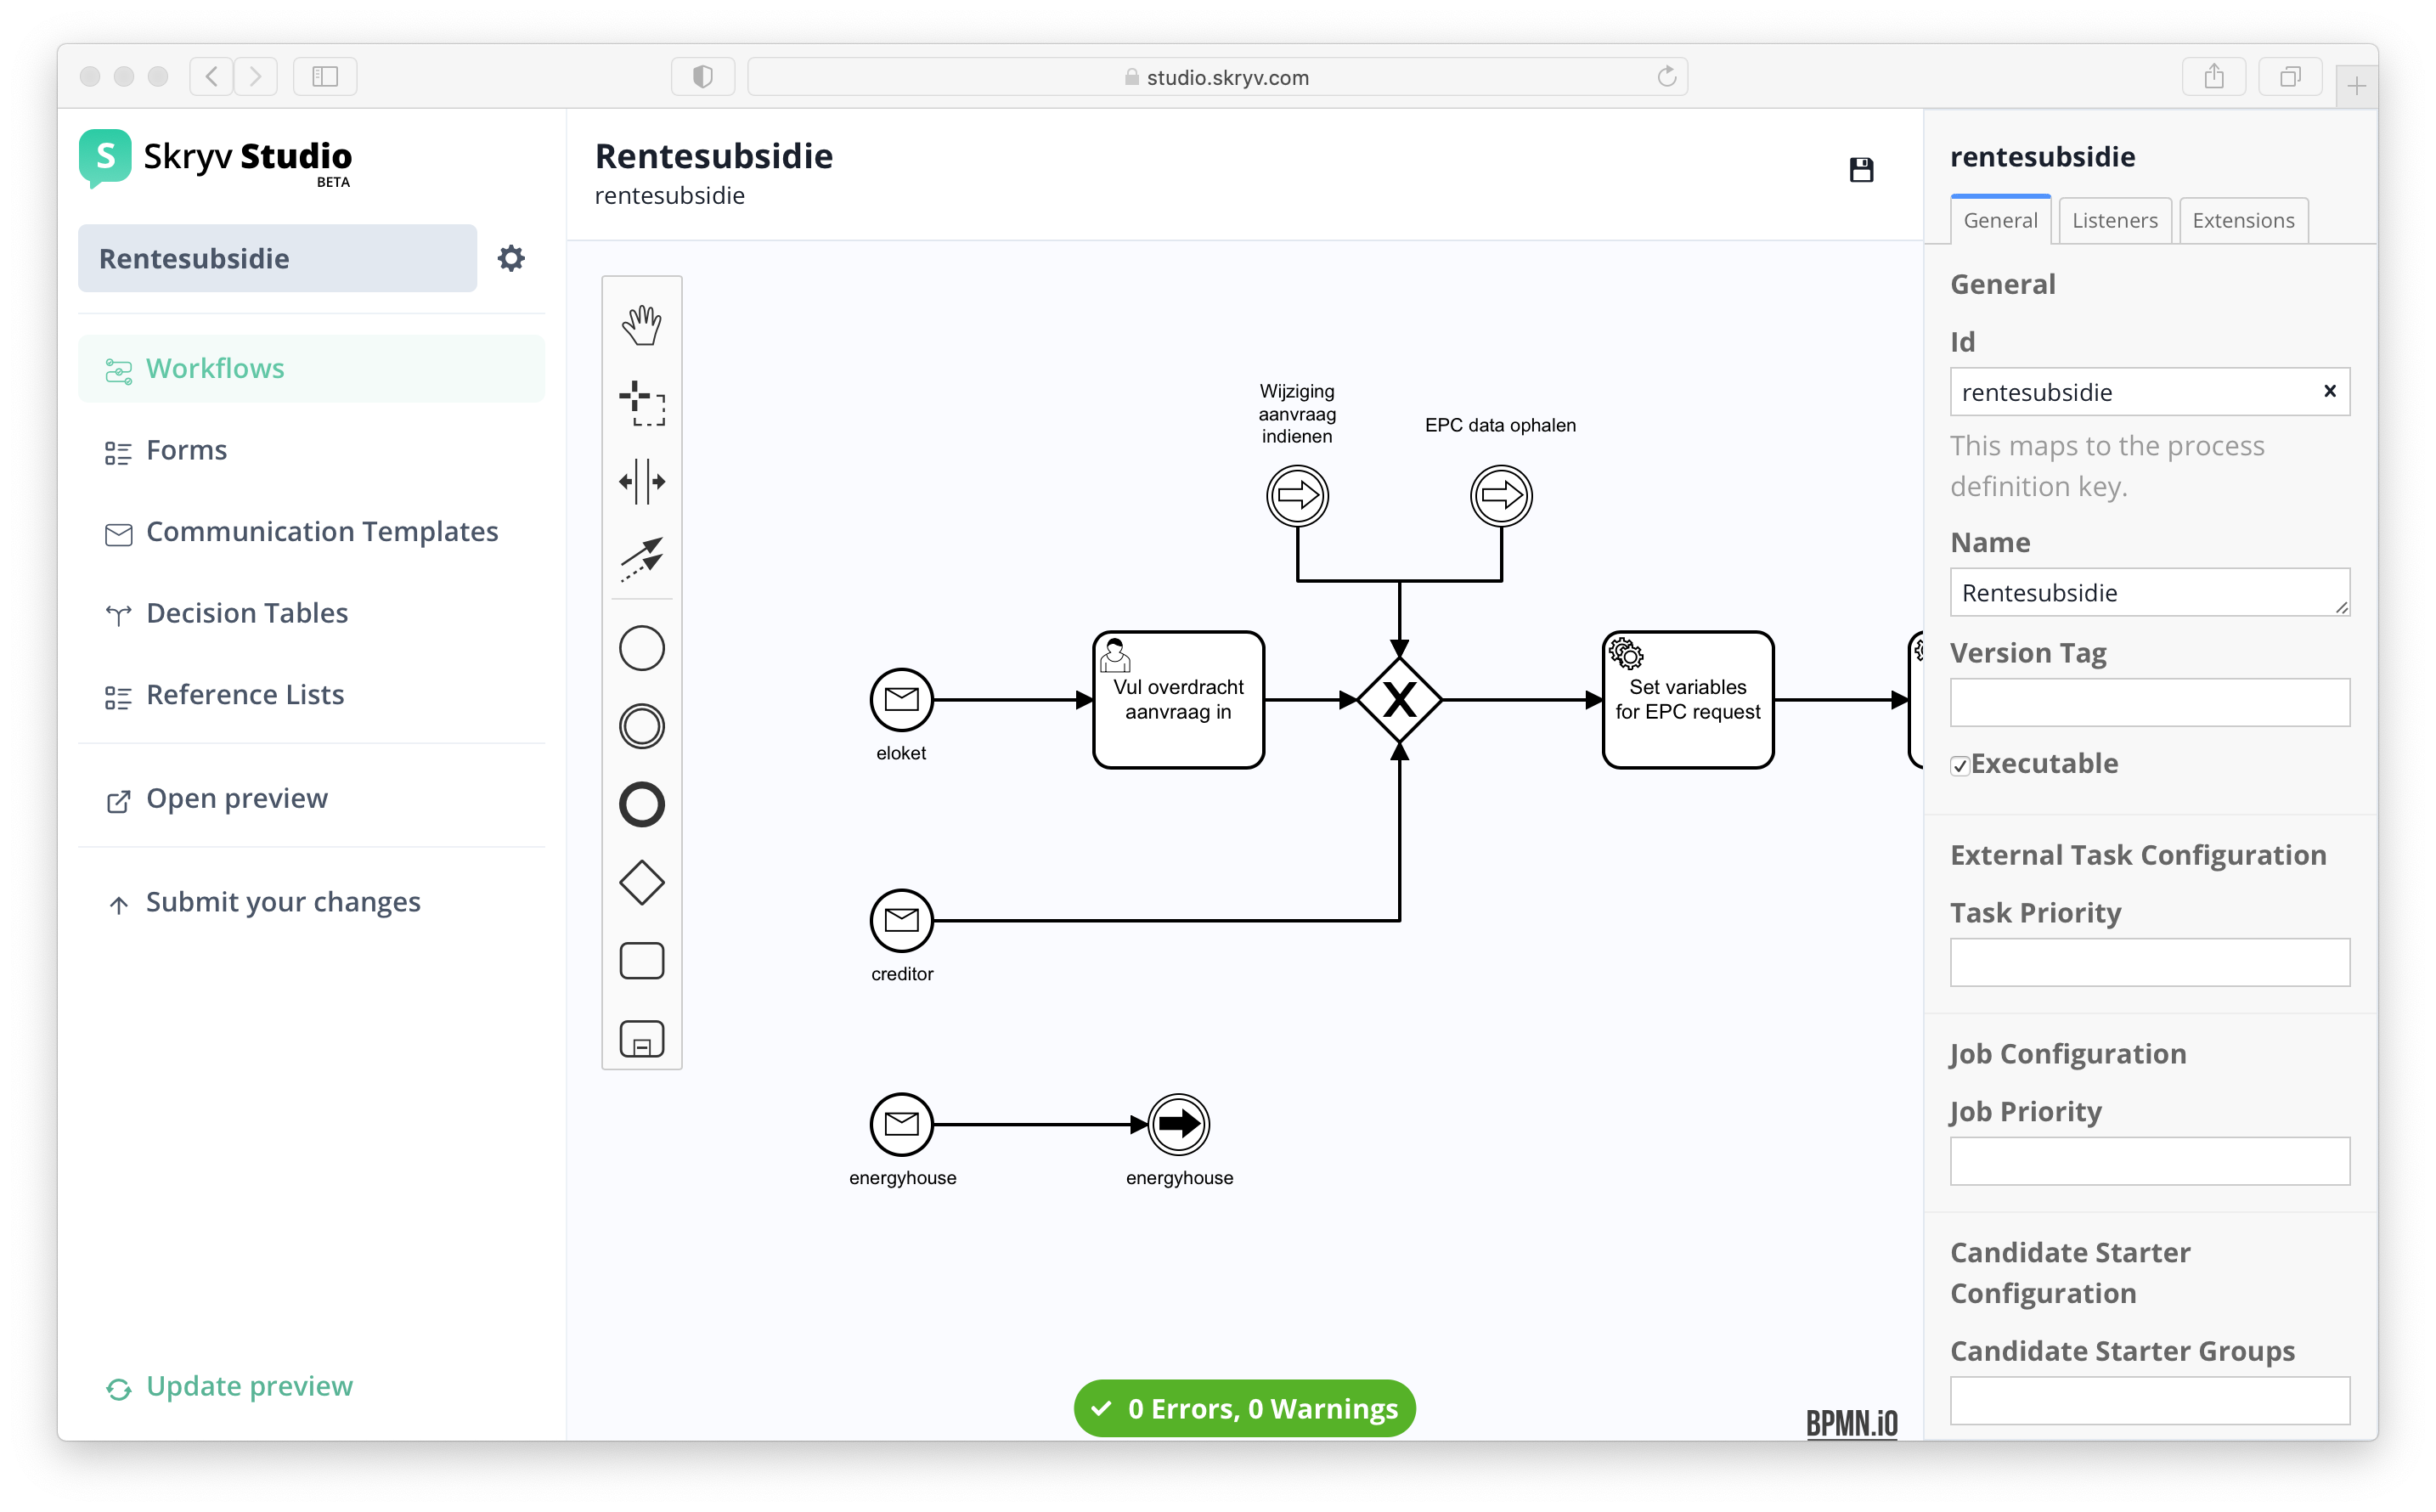 studio.skryv.com
S
Skryv Studio
BETA
Rentesubsidie
Workflows
Forms
Communication Templates
Decision Tables
Reference Lists
Open preview
Submit your changes
Update preview
Rentesubsidie
rentesubsidie
Wijziging
aanvraag
indienen
EPC data ophalen
Vul overdracht
aanvraag in
Set variables
for EPC request
eloket
creditor
energyhouse
energyhouse
0 Errors, 0 Warnings
BPMN.iO
rentesubsidie
General
Listeners
Extensions
General
Id
rentesubsidie
This maps to the process
definition key.
Name
Rentesubsidie
Version Tag
Executable
External Task Configuration
Task Priority
Job Configuration
Job Priority
Candidate Starter
Configuration
Candidate Starter Groups